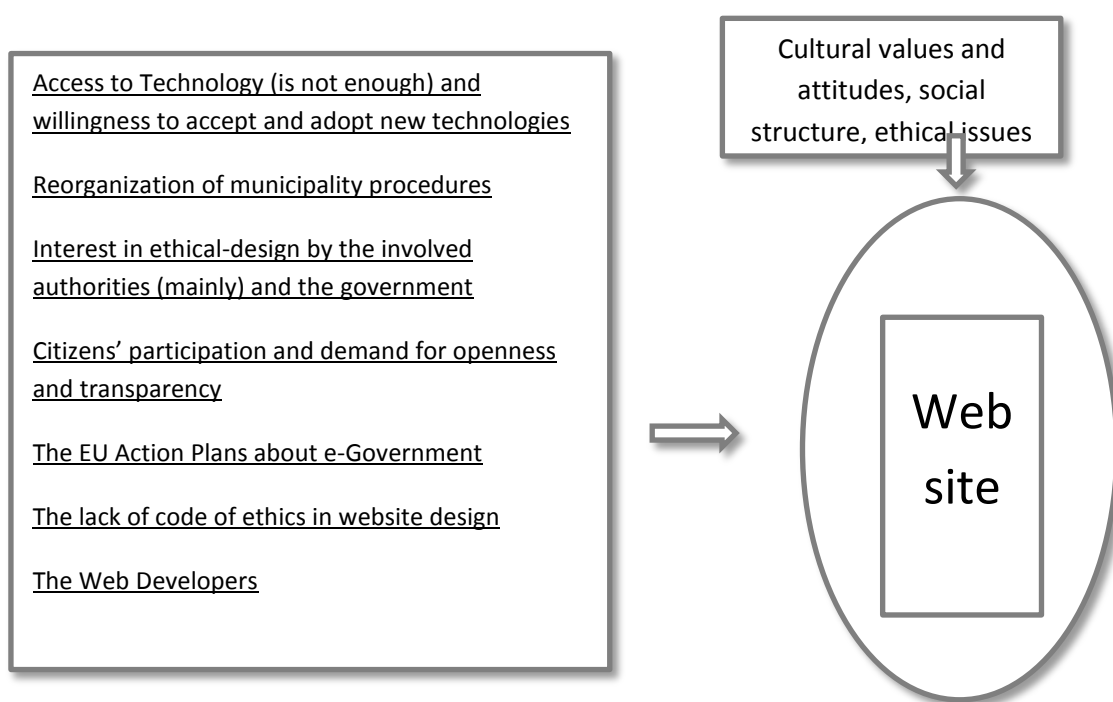 Access to Technology (is not enough) and
willingness to accept and adopt new technologies
Reorganization of municipality procedures
Interest in ethical-design by the involved
authorities (mainly) and the government
Citizens’ participation and demand for openness
and transparency
The EU Action Plans about e-Government
The lack of code of ethics in website design
The Web Developers
Cultural values and
attitudes, social
structure, ethical issues
Web
site